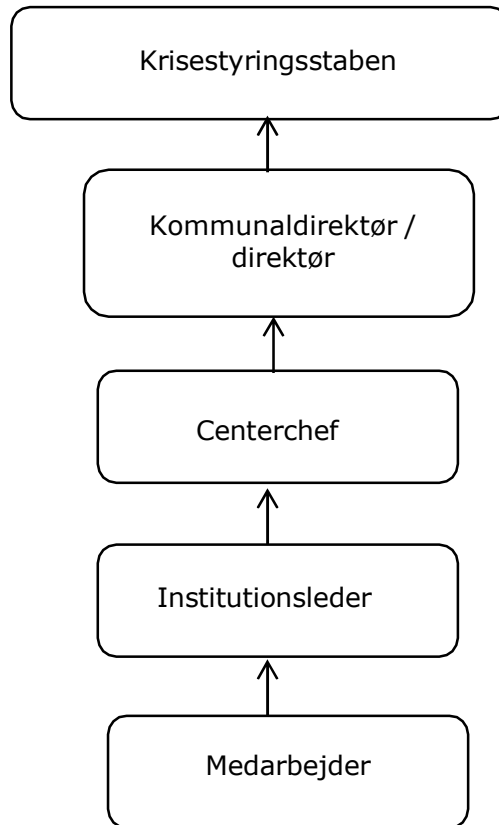 Krisestyringsstaben
Kommunaldirektør /
direktør
Centerchef
Institutionsleder
Medarbejder